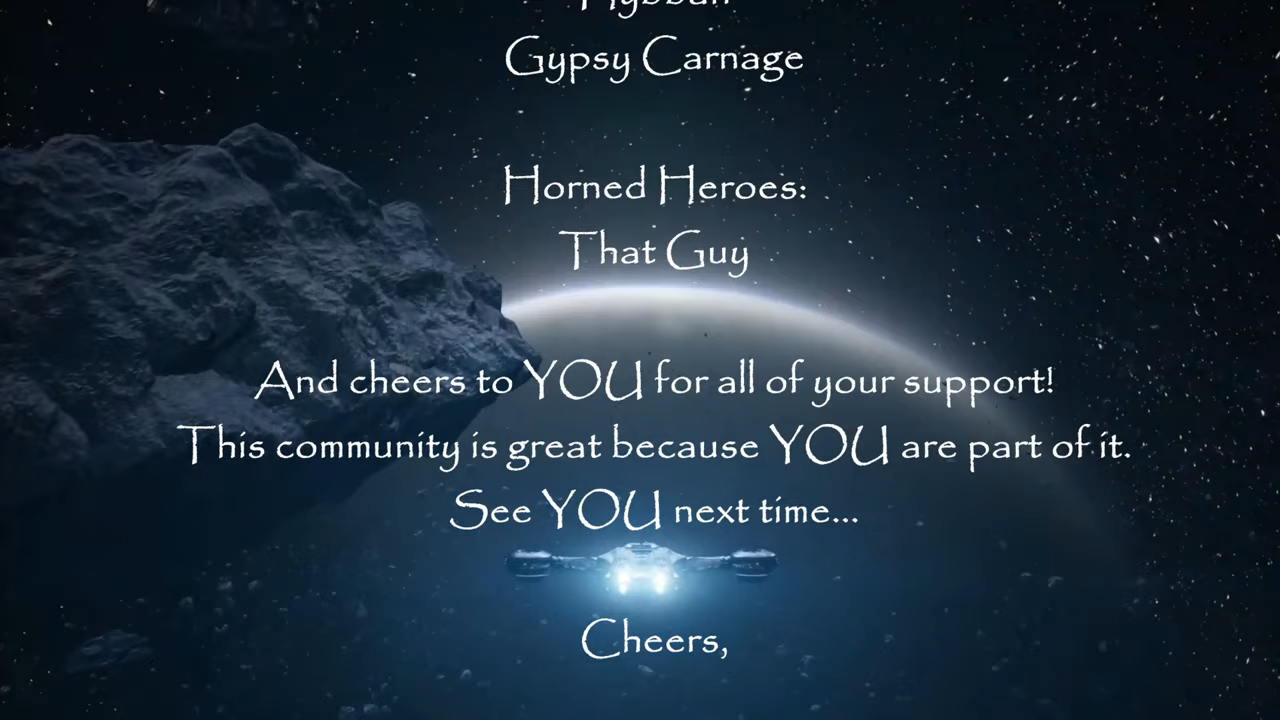 Gypsy Carnage
Horned Heroes:
That Guy
And cheers to YOU for all of your support!
This community is great because YOU are part of it.
See YOU next time...
Cheers,